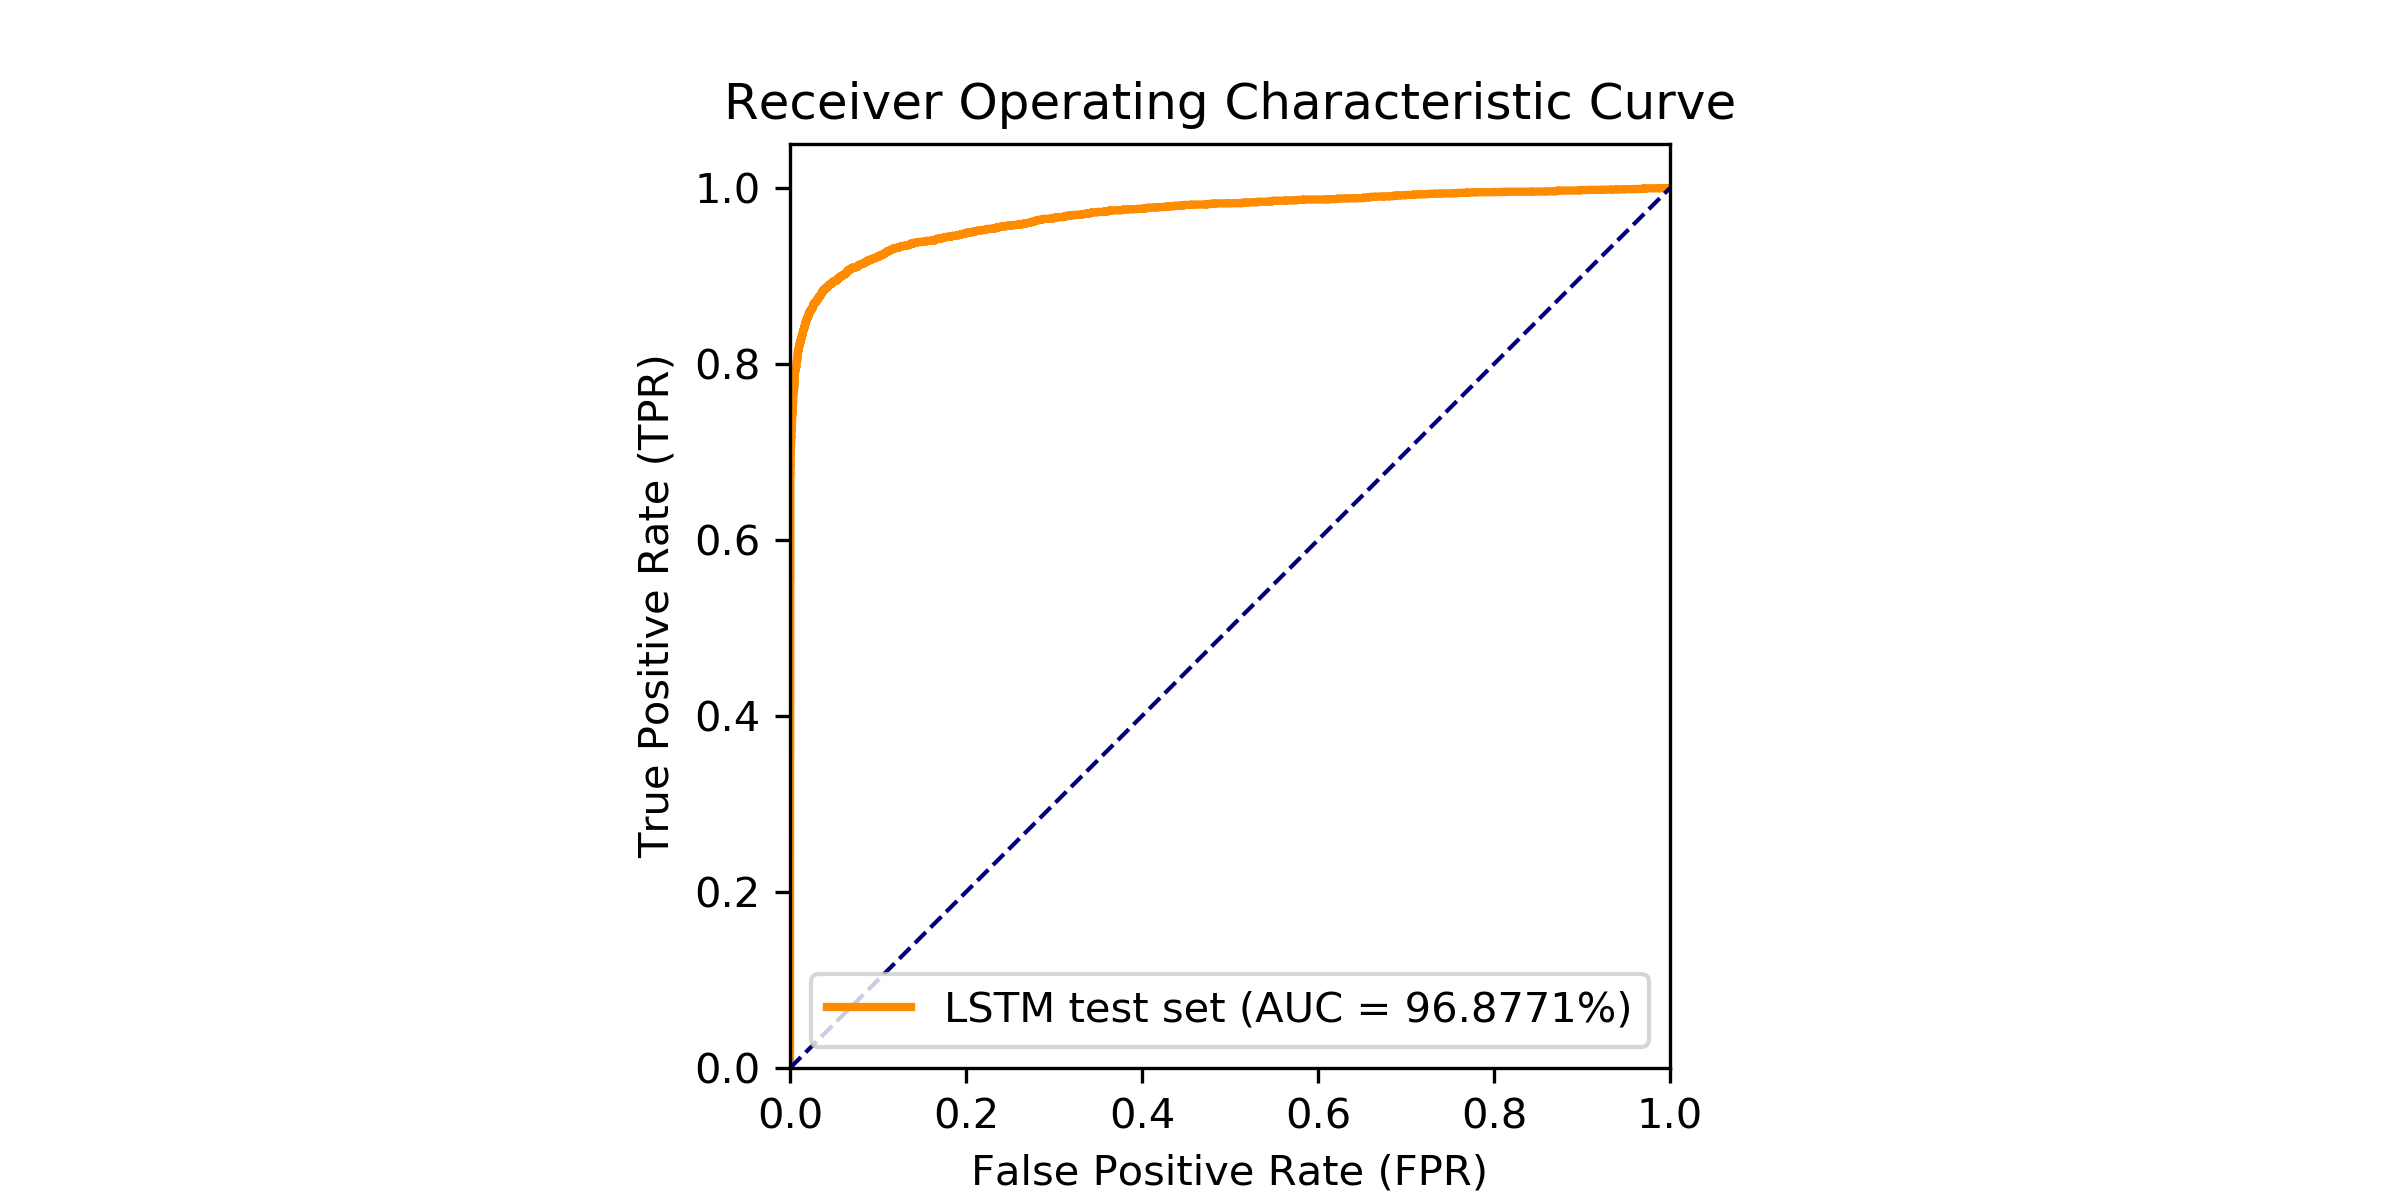 Receiver Operating Characteristic Curve
True Positive Rate (TPR)
1.0
0.8
0.6
0.4
0.2
0.0
LSTM test set (AUC = 96.8771%)
0.0 0.2 0.4 0.6 0.8 1.0
False Positive Rate (FPR)